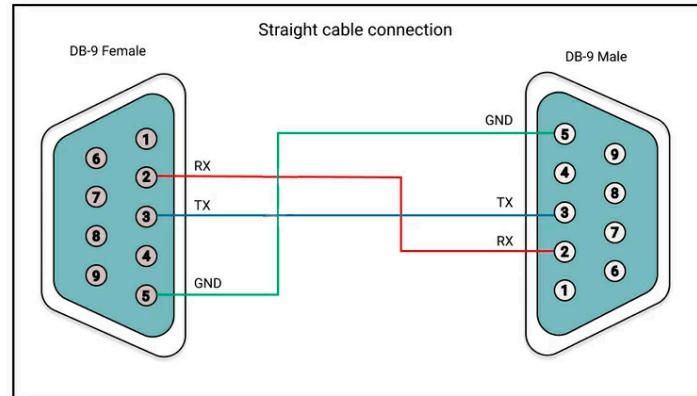 Straight cable connection
DB-9 Female
DB-9 Male
1
6
2
7
3
8
4
9
5
RX
TX
GND
GND
TX
RX
5
9
4
8
3
7
2
6
1